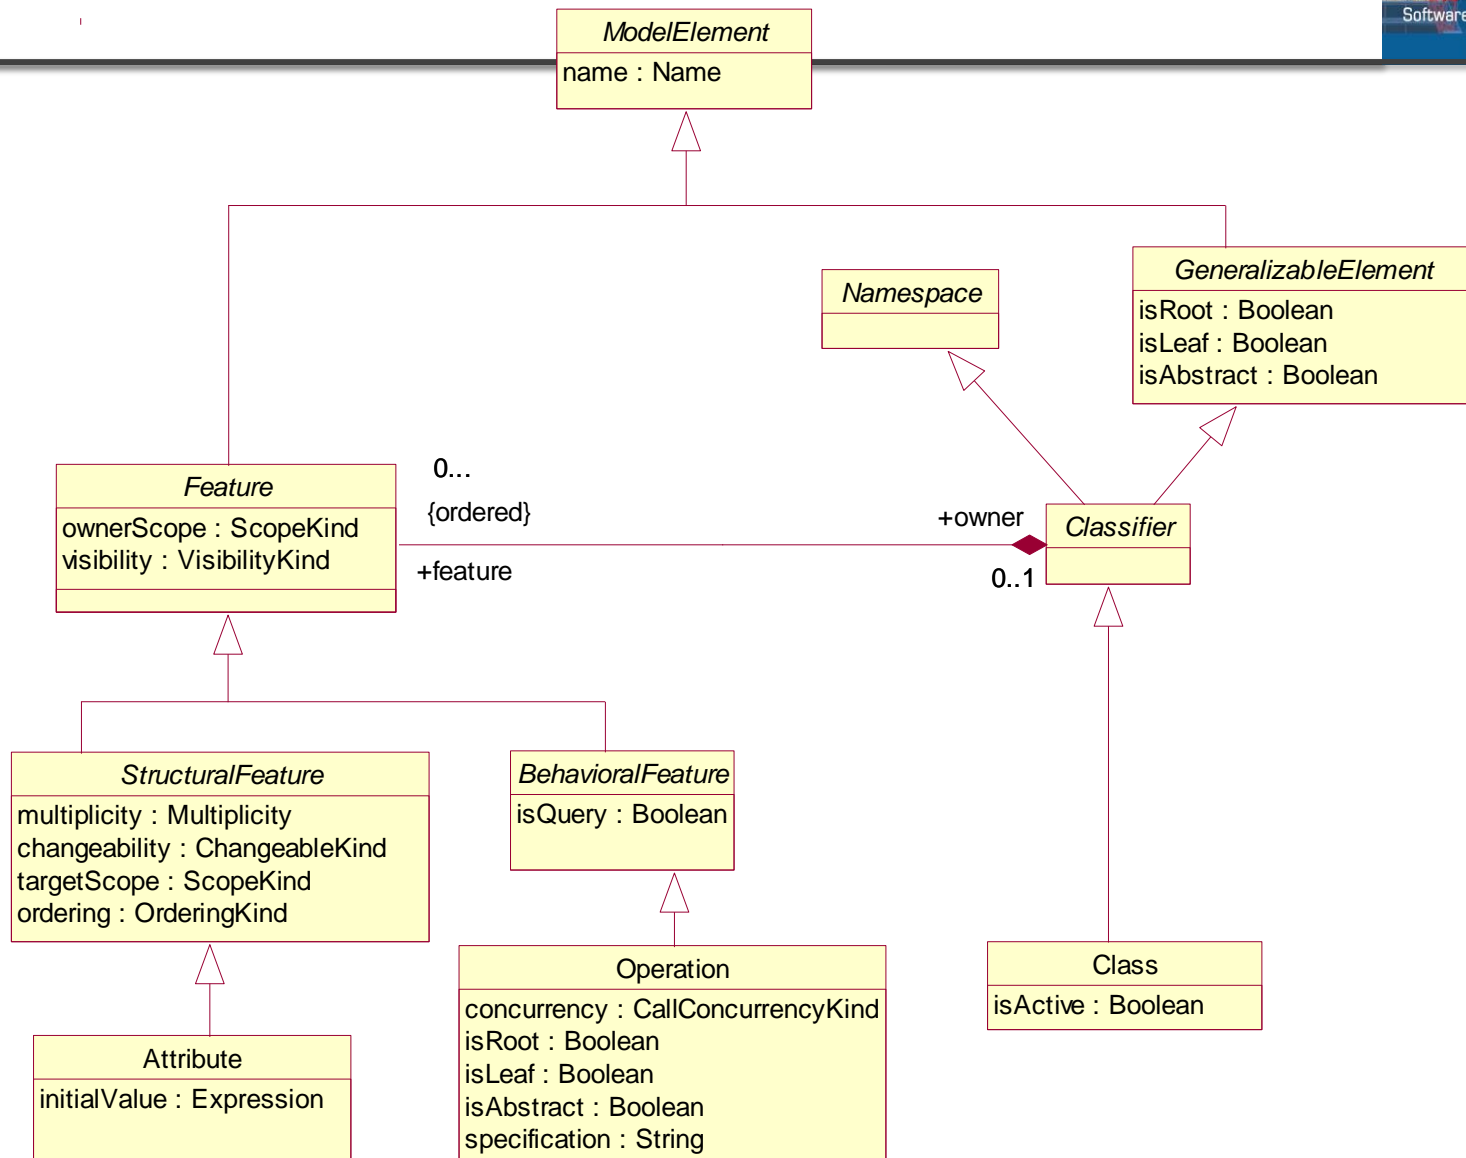 Software
ModelElement
name : Name
Namespace
GeneralizableElement
isRoot : Boolean
isLeaf : Boolean
isAbstract : Boolean
Feature
ownerScope : ScopeKind
visibility : VisibilityKind
0...
{ordered}
+feature
+owner
0..1
Classifier
StructuralFeature
multiplicity : Multiplicity
changeability : ChangeableKind
targetScope : ScopeKind
ordering : OrderingKind
BehavioralFeature
isQuery : Boolean
Attribute
initialValue : Expression
Operation
concurrency : CallConcurrencyKind
isRoot : Boolean
isLeaf : Boolean
isAbstract : Boolean
specification : String
Class
isActive : Boolean